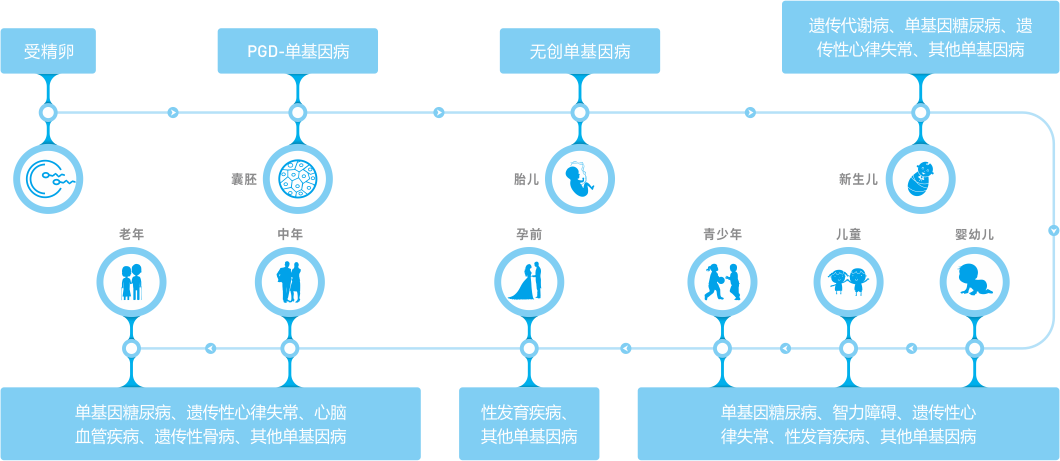 受精卵
PGD-单基因病
无创单基因病
遗传代谢病、单基因糖尿病、遗
传性心律失常、其他单基因病
囊胚
胎儿
新生儿
老年
中年
孕前
青少年
儿童
婴幼儿
单基因糖尿病、遗传性心律失常、心脑
血管疾病、遗传性骨病、其他单基因病
性发育疾病、
其他单基因病
单基因糖尿病、智力障碍、遗传性心
律失常、性发育疾病、其他单基因病